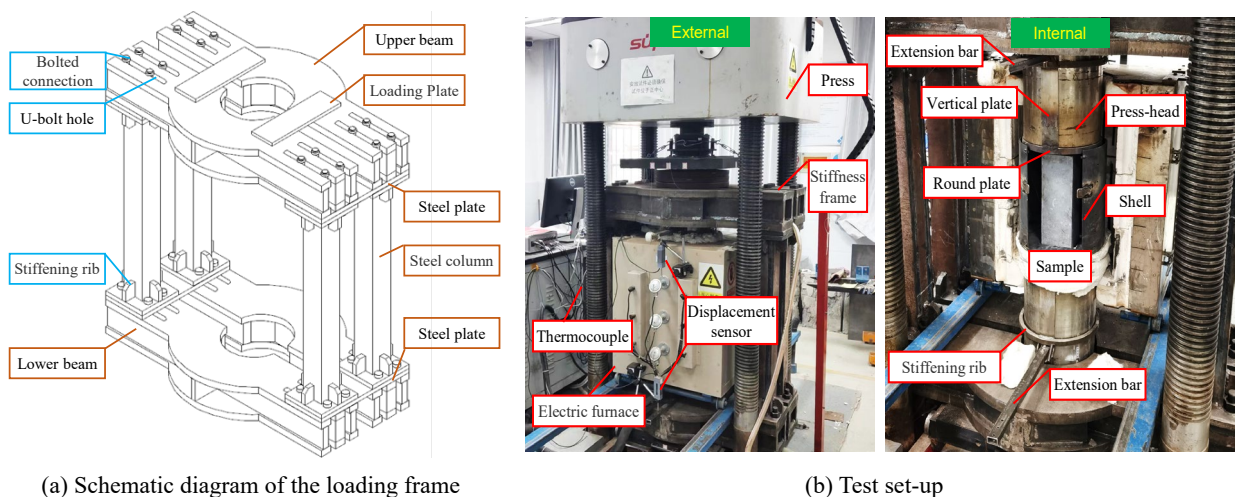 Upper beam
Bolted
connection
Loading Plate
U-bolt hole
Steel plate
Stiffening rib
Steel column
Steel plate
Lower beam
External
Press
Stiffness
frame
Displacement
sensor
Thermocouple
Electric furnace
Internal
Extension bar
Vertical plate
Press-head
Round plate
Shell
Sample
Stiffening rib
Extension bar
(a) Schematic diagram of the loading frame
(b) Test set-up